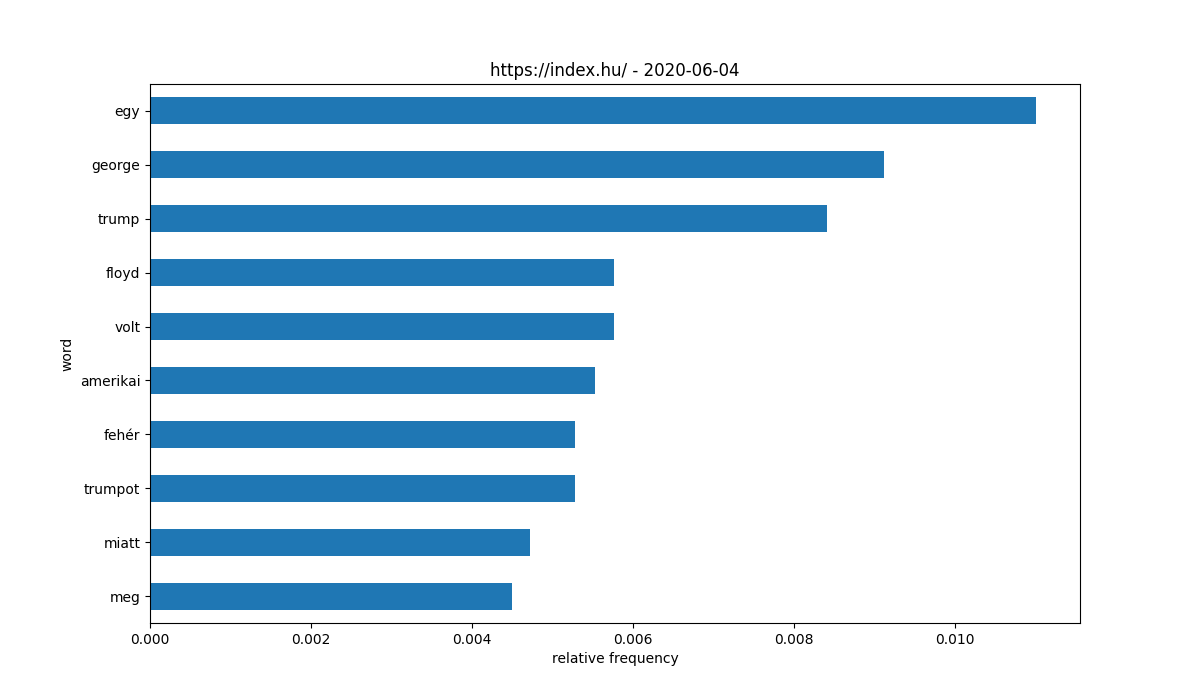 https://index.hu/ - 2020-06-04
egy
george
trump
floyd
volt
amerikai
fehér
trumpot
miatt
meg
word
0.000 0.002 0.004 0.006 0.008 0.010
relative frequency